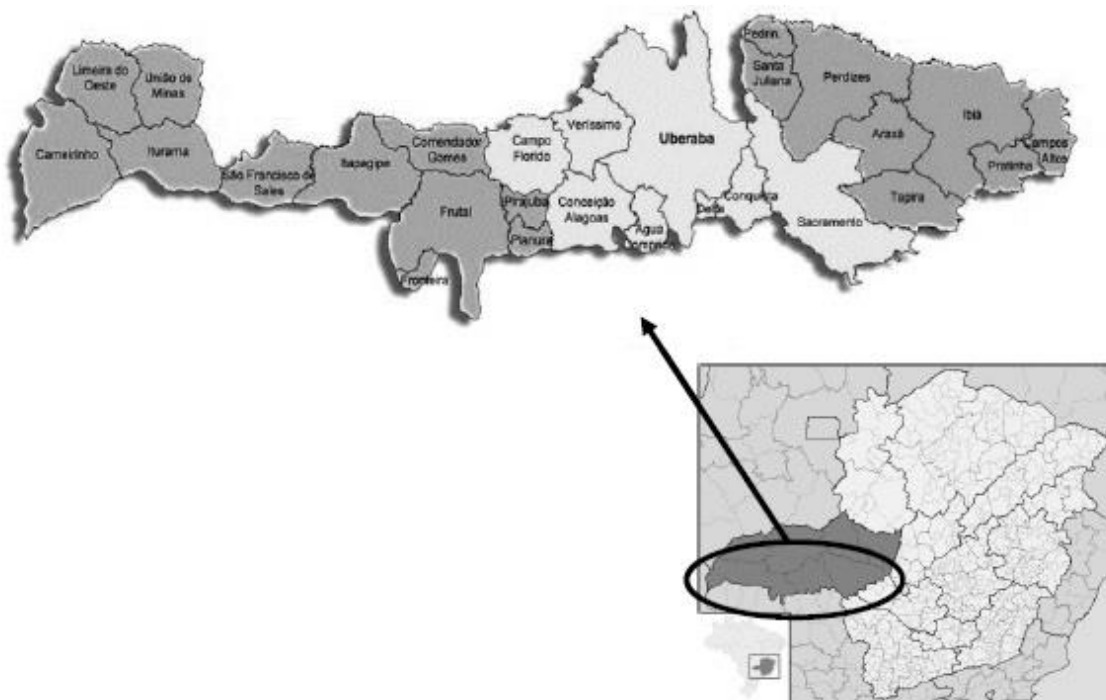 Limeira do
Oeste
União de
Minas
Carneirinho
Iturama
São Francisco de
Sales
Itapagipe
Comendador
Gomes
Frutal
Fronteira
Pirajuba
Planura
Campo
Florido
Veríssimo
Conceição
Alagoas
Água
Comprida
Uberaba
Delta
Conquista
Sacramento
Pedrin.
Santa
Juliana
Perdizes
Araxá
Tapira
Ibiá
Pratinha
Campos
Altos